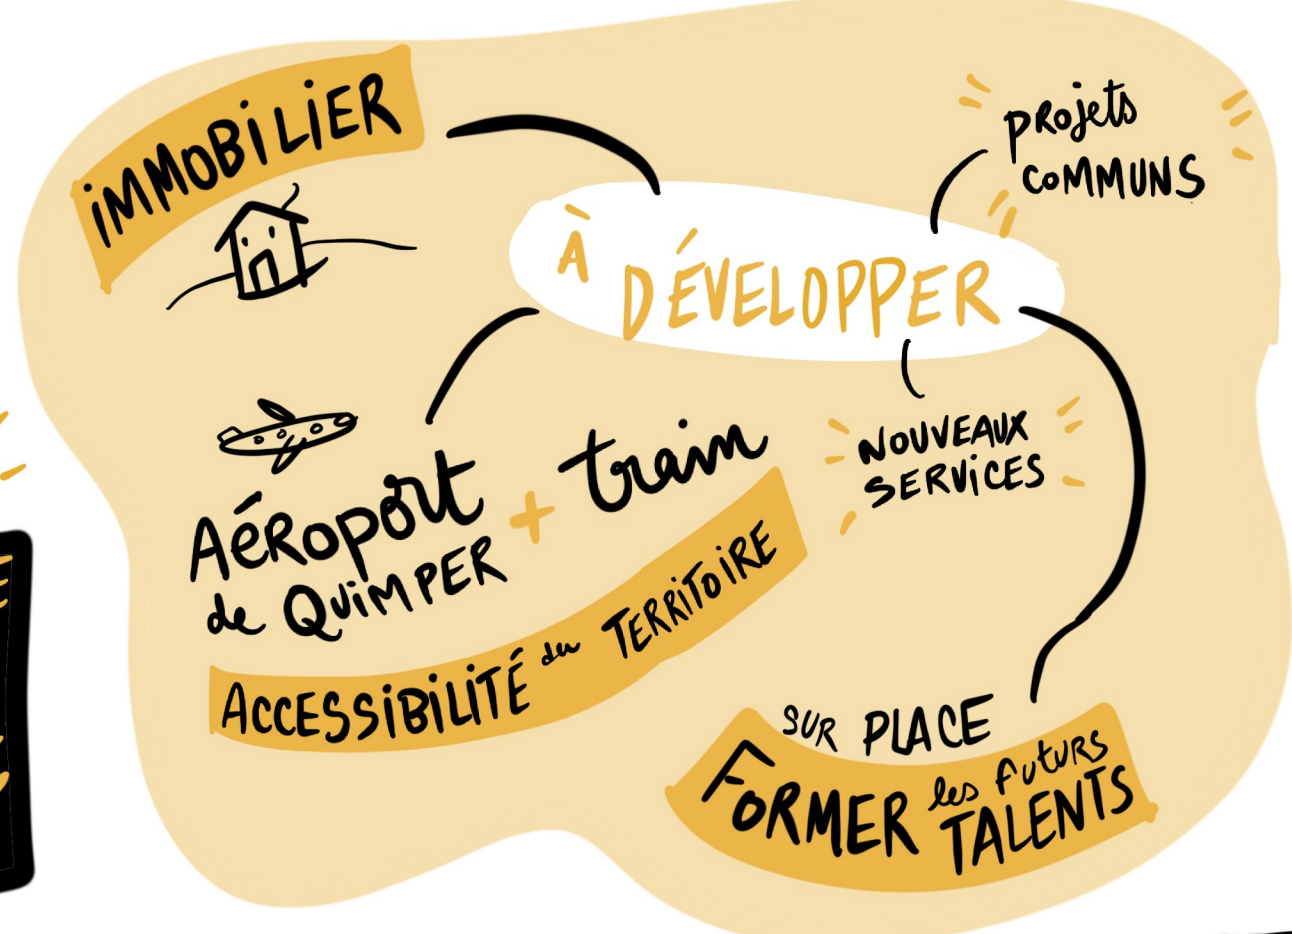 iMMOBiLiER
PROjets
COMMUNS
À DÉVELOPPER
AÉROPORT + train
de QUiMPER
ACCESSiBiLiTÉ du TERRiToiRE
NOUVEAUX
SERViCES
SUR PLACE
FORMER les futurs
TALENTS